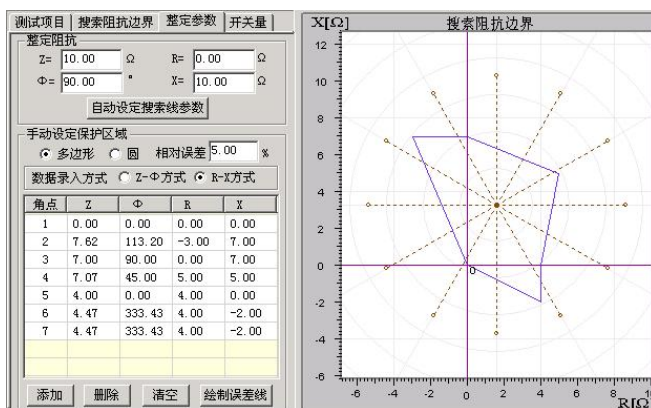 测试项目 搜索阻抗边界 整定参数 开关量
整定阻抗
Z= 10.00 Ω R= 0.00 Ω
Φ= 90.00 ° X= 10.00 Ω
自动设定搜索线参数
手动设定保护区域
多边形 圆 相对误差 5.00 %
数据录入方式 Z-Φ方式 R-X方式
角点 Z Φ R X
1 0.00 0.00 0.00 0.00
2 7.62 113.20 -3.00 7.00
3 7.00 90.00 0.00 7.00
4 7.07 45.00 5.00 5.00
5 4.00 0.00 4.00 0.00
6 4.47 333.43 4.00 -2.00
7 4.47 333.43 4.00 -2.00
添加 删除 清空 绘制误差线
X[Ω] 搜索阻抗边界
12
10
8
6
4
2
0
-2
-4
-6
0
-6 -4 -2 0 2 4 6 8 10
R[Ω]